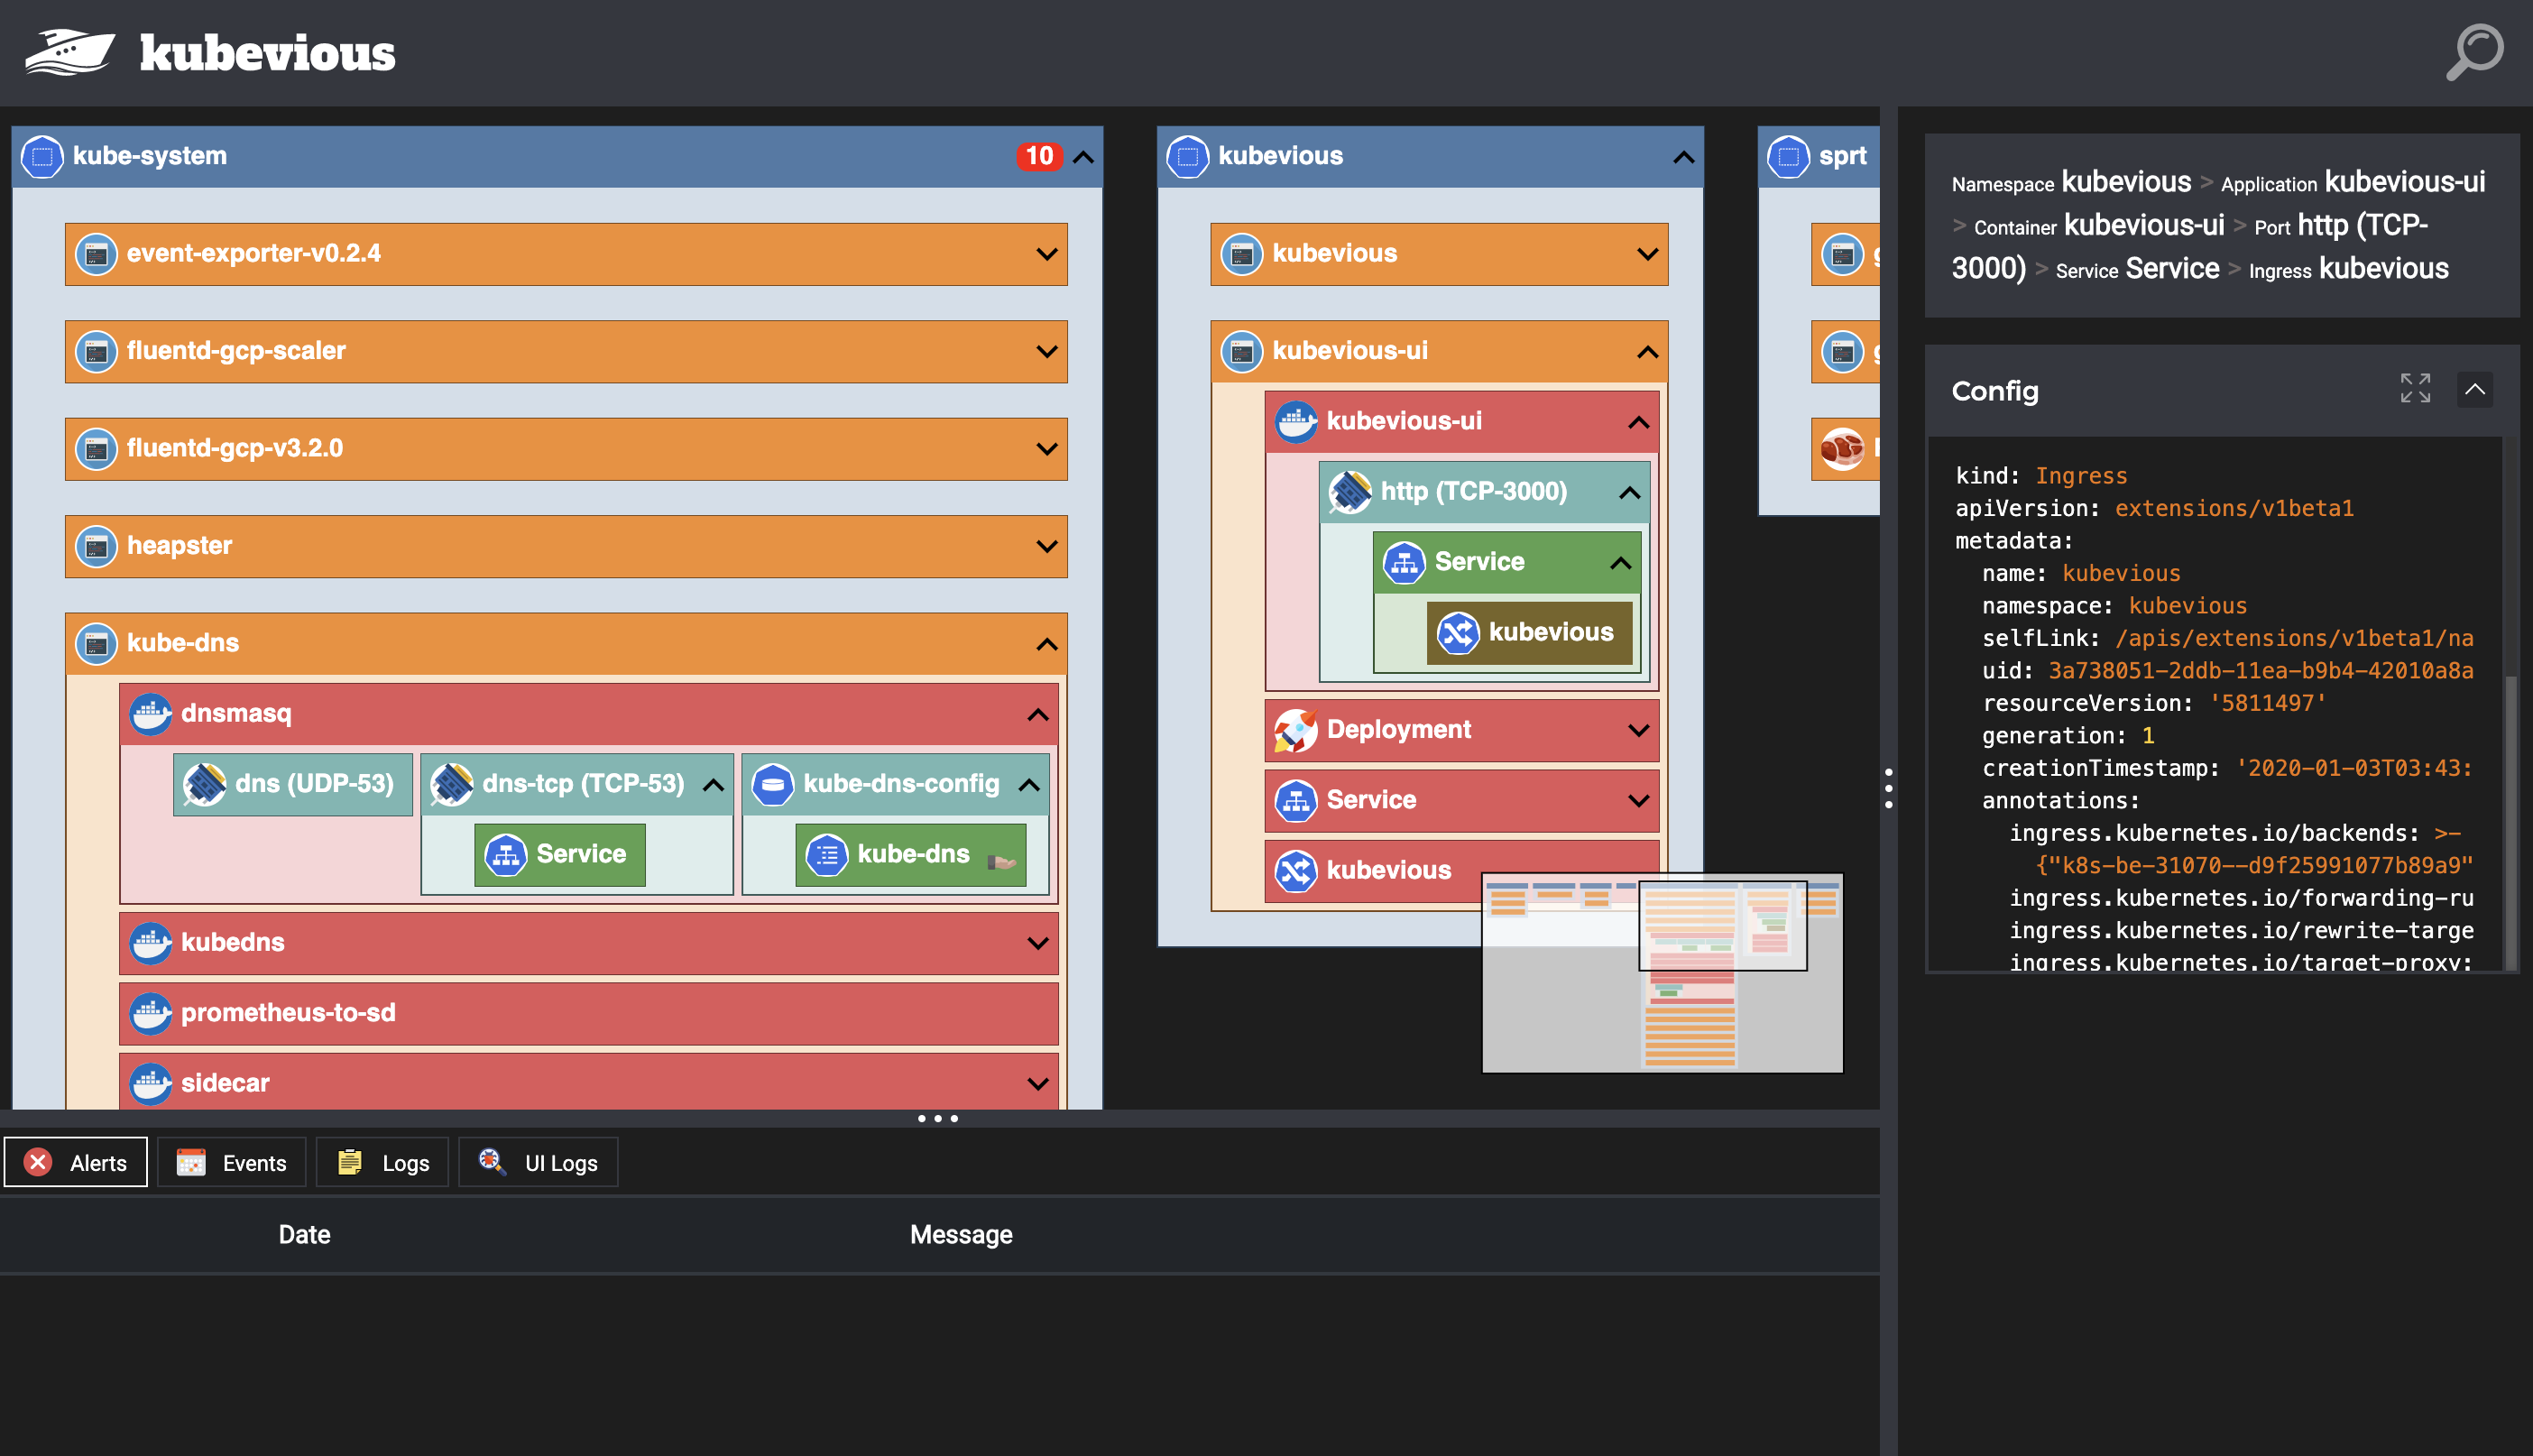 kubevious
kube-system 10
event-exporter-v0.2.4
fluentd-gcp-scaler
fluentd-gcp-v3.2.0
heapster
kube-dns
dnsmasq
dns (UDP-53) dns-tcp (TCP-53) kube-dns-config
Service kube-dns
kubedns
prometheus-to-sd
sidecar
kubevious
kubevious
kubevious-ui
kubevious-ui
http (TCP-3000)
Service
kubevious
Deployment
Service
kubevious
sprt
Namespace kubevious > Application kubevious-ui
> Container kubevious-ui > Port http (TCP-
3000) > Service Service > Ingress kubevious
Config
kind: Ingress
apiVersion: extensions/v1beta1
metadata:
name: kubevious
namespace: kubevious
selfLink: /apis/extensions/v1beta1/na
uid: 3a738051-2ddb-11ea-b9b4-42010a8a
resourceVersion: '5811497'
generation: 1
creationTimestamp: '2020-01-03T03:43:
annotations:
ingress.kubernetes.io/backends: >-
{"k8s-be-31070--d9f25991077b89a9"
ingress.kubernetes.io/forwarding-ru
ingress.kubernetes.io/rewrite-targe
ingress.kubernetes.io/target-proxy:
Alerts Events Logs UI Logs
Date Message